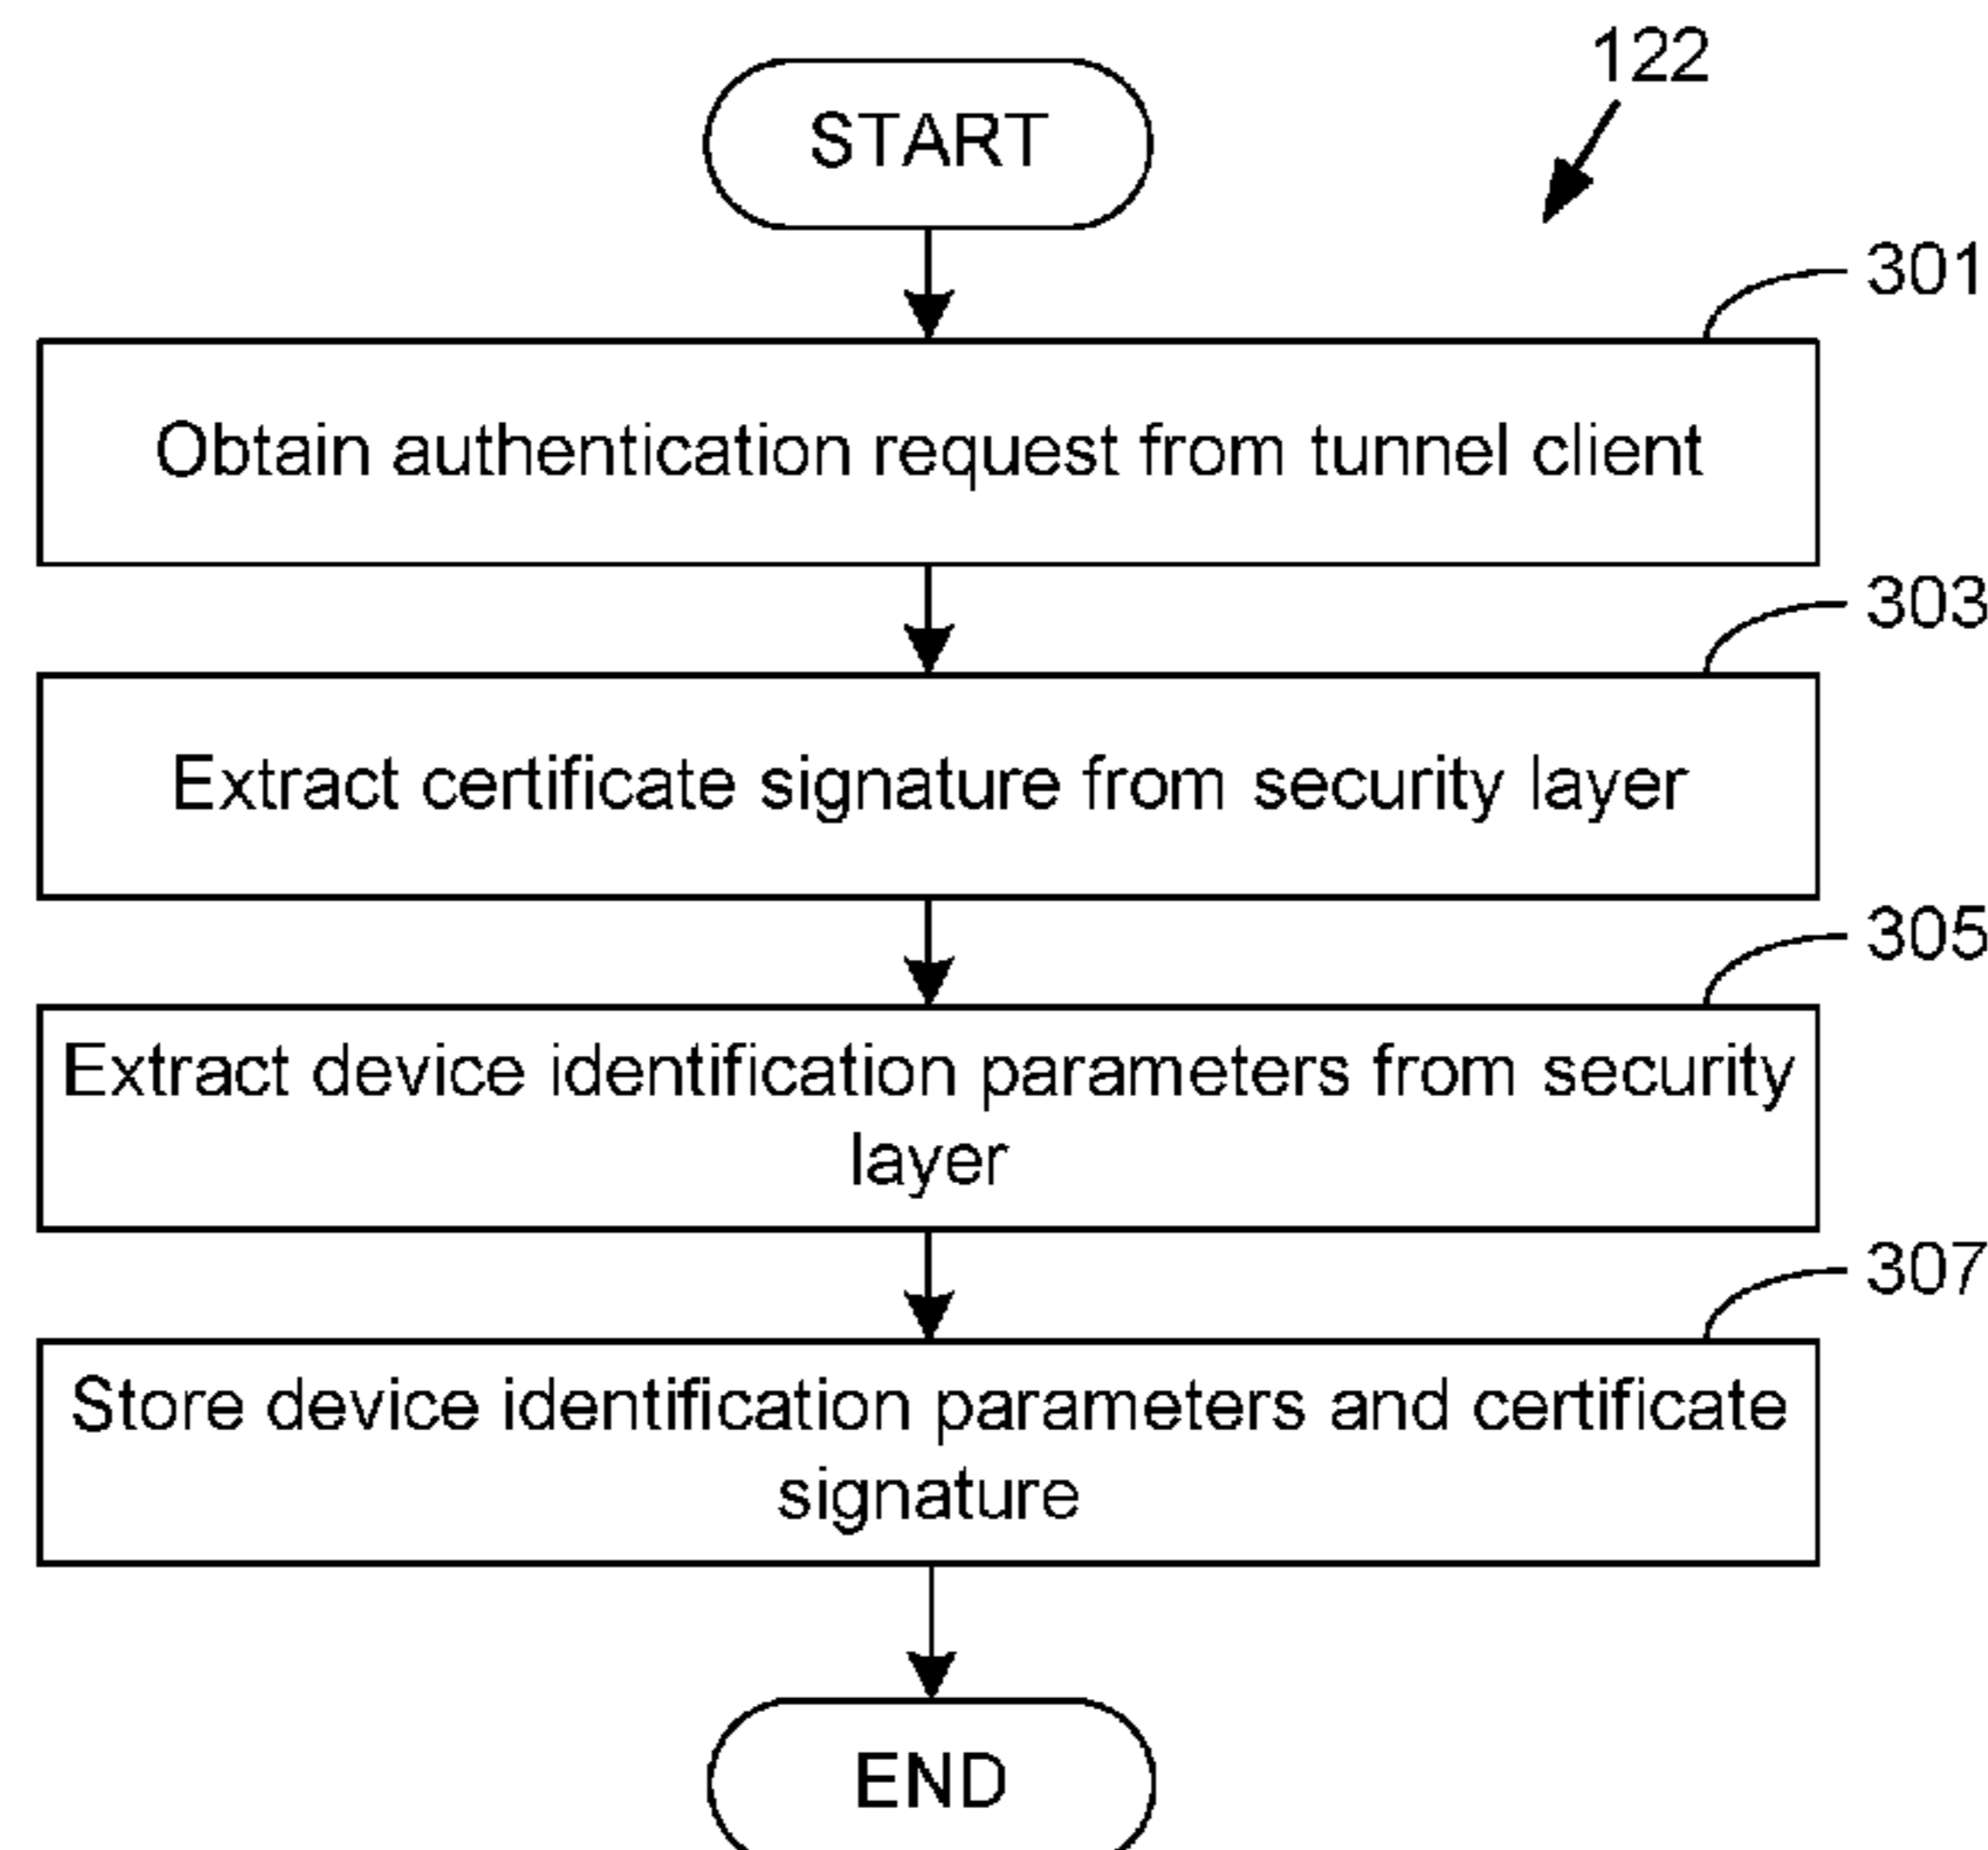 122
START
301
Obtain authentication request from tunnel client
303
Extract certificate signature from security layer
305
Extract device identification parameters from security
layer
307
Store device identification parameters and certificate
signature
END